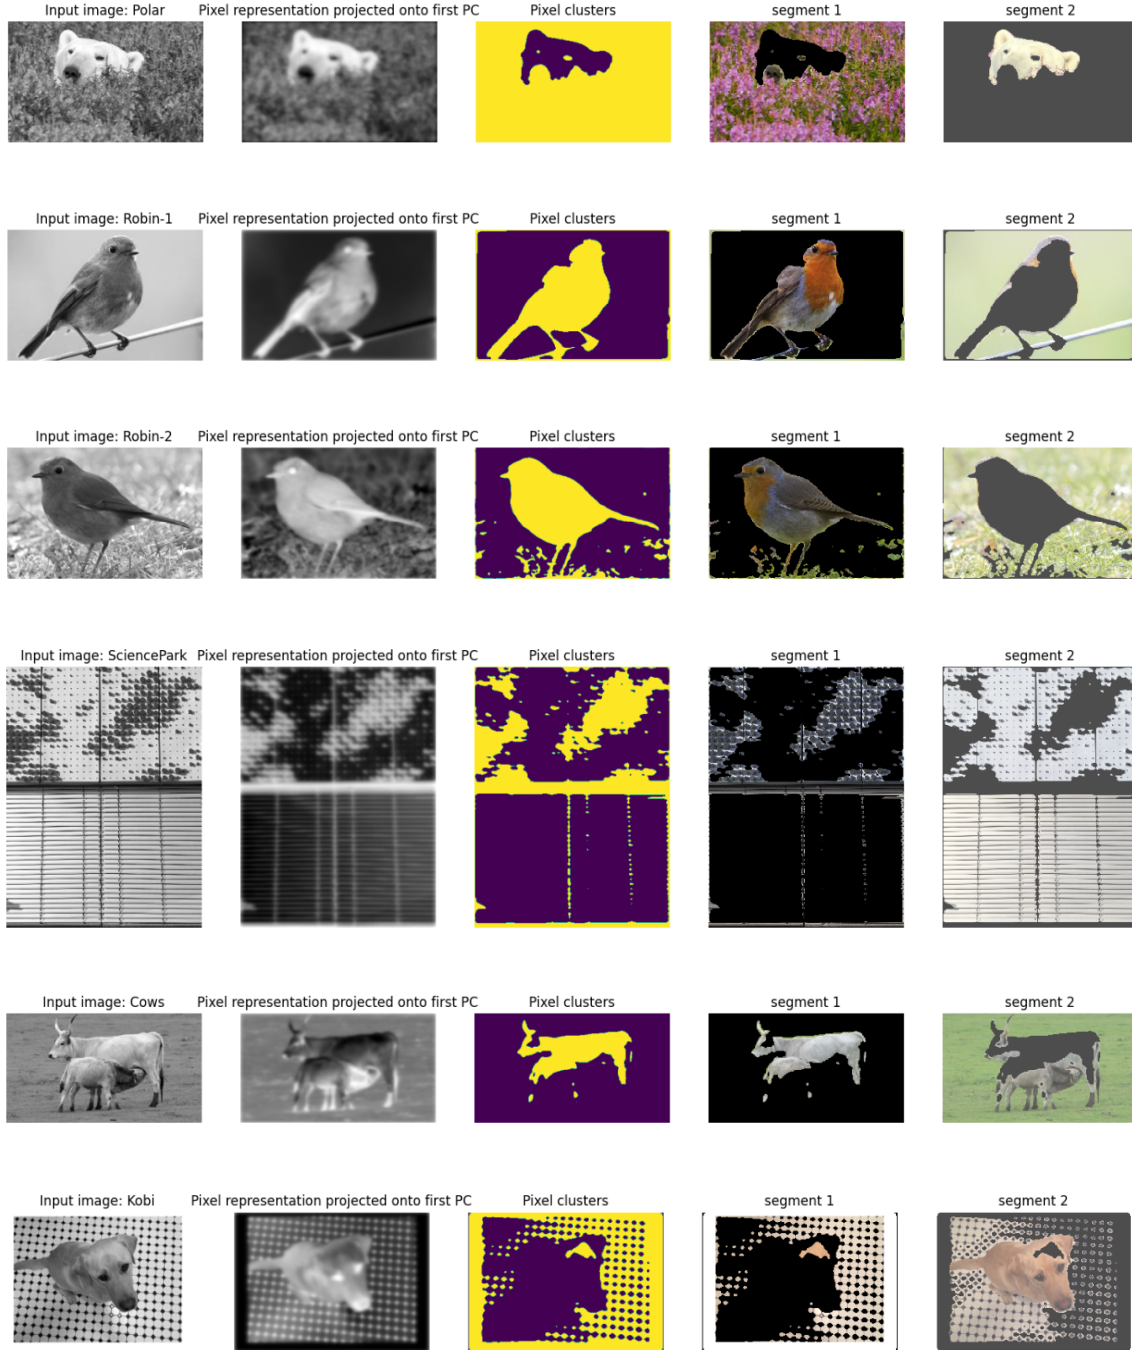 Input image: Polar
Pixel representation projected onto first PC
Pixel clusters
segment 1
segment 2
Input image: Robin-1
Pixel representation projected onto first PC
Pixel clusters
segment 1
segment 2
Input image: Robin-2
Pixel representation projected onto first PC
Pixel clusters
segment 1
segment 2
Input image: SciencePark
Pixel representation projected onto first PC
Pixel clusters
segment 1
segment 2
Input image: Cows
Pixel representation projected onto first PC
Pixel clusters
segment 1
segment 2
Input image: Kobi
Pixel representation projected onto first PC
Pixel clusters
segment 1
segment 2